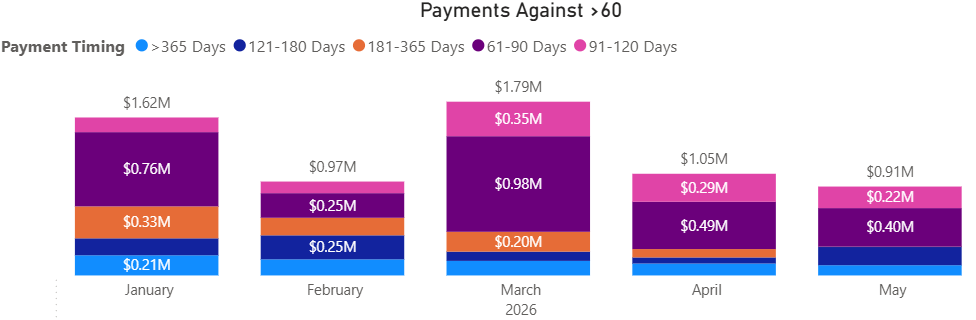 Payments Against >60
Payment Timing >365 Days 121-180 Days 181-365 Days 61-90 Days 91-120 Days
$1.62M $0.97M $1.79M $1.05M $0.91M
$0.35M $0.29M $0.22M
$0.76M $0.25M $0.98M $0.49M $0.40M
$0.33M $0.20M
$0.25M
$0.21M
January February March April May
2026